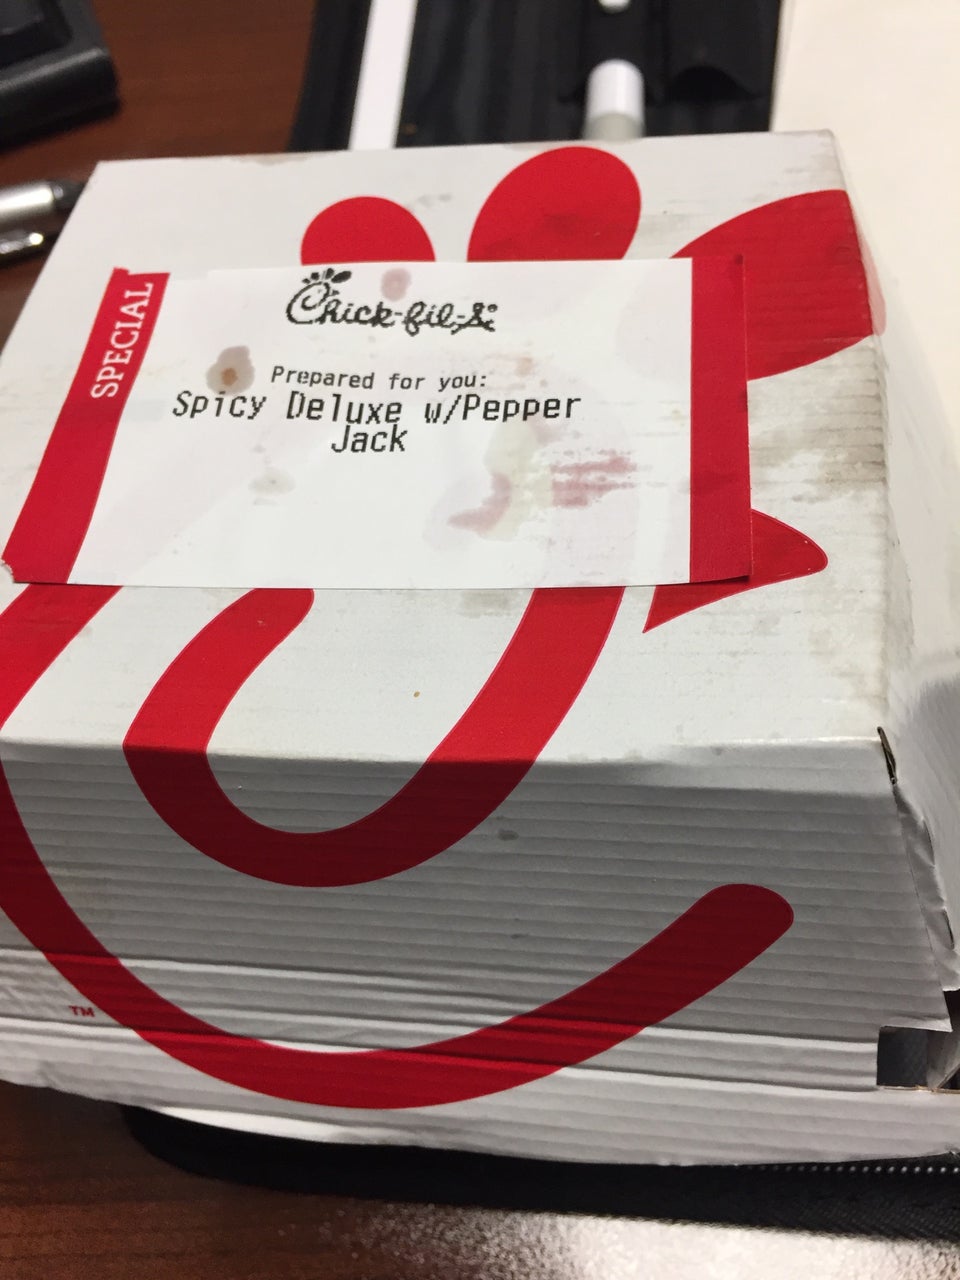 SPECIAL
Chick-fil-A
Prepared for you:
Spicy Deluxe w/Pepper
Jack
TM